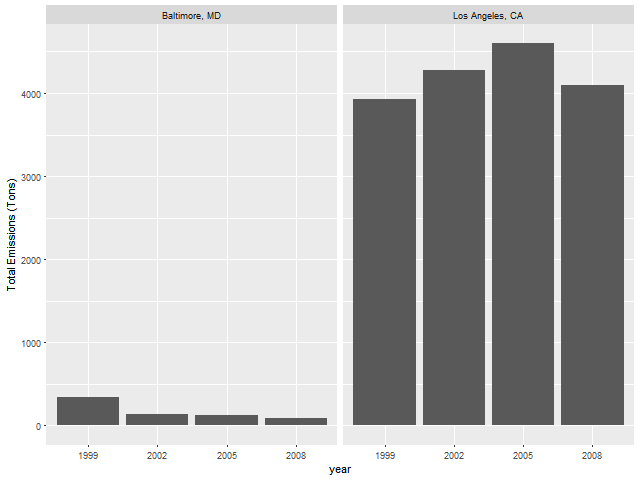 Baltimore, MD
Los Angeles, CA
Total Emissions (Tons)
4000
3000
2000
1000
0
1999 2002 2005 2008 1999 2002 2005 2008
year